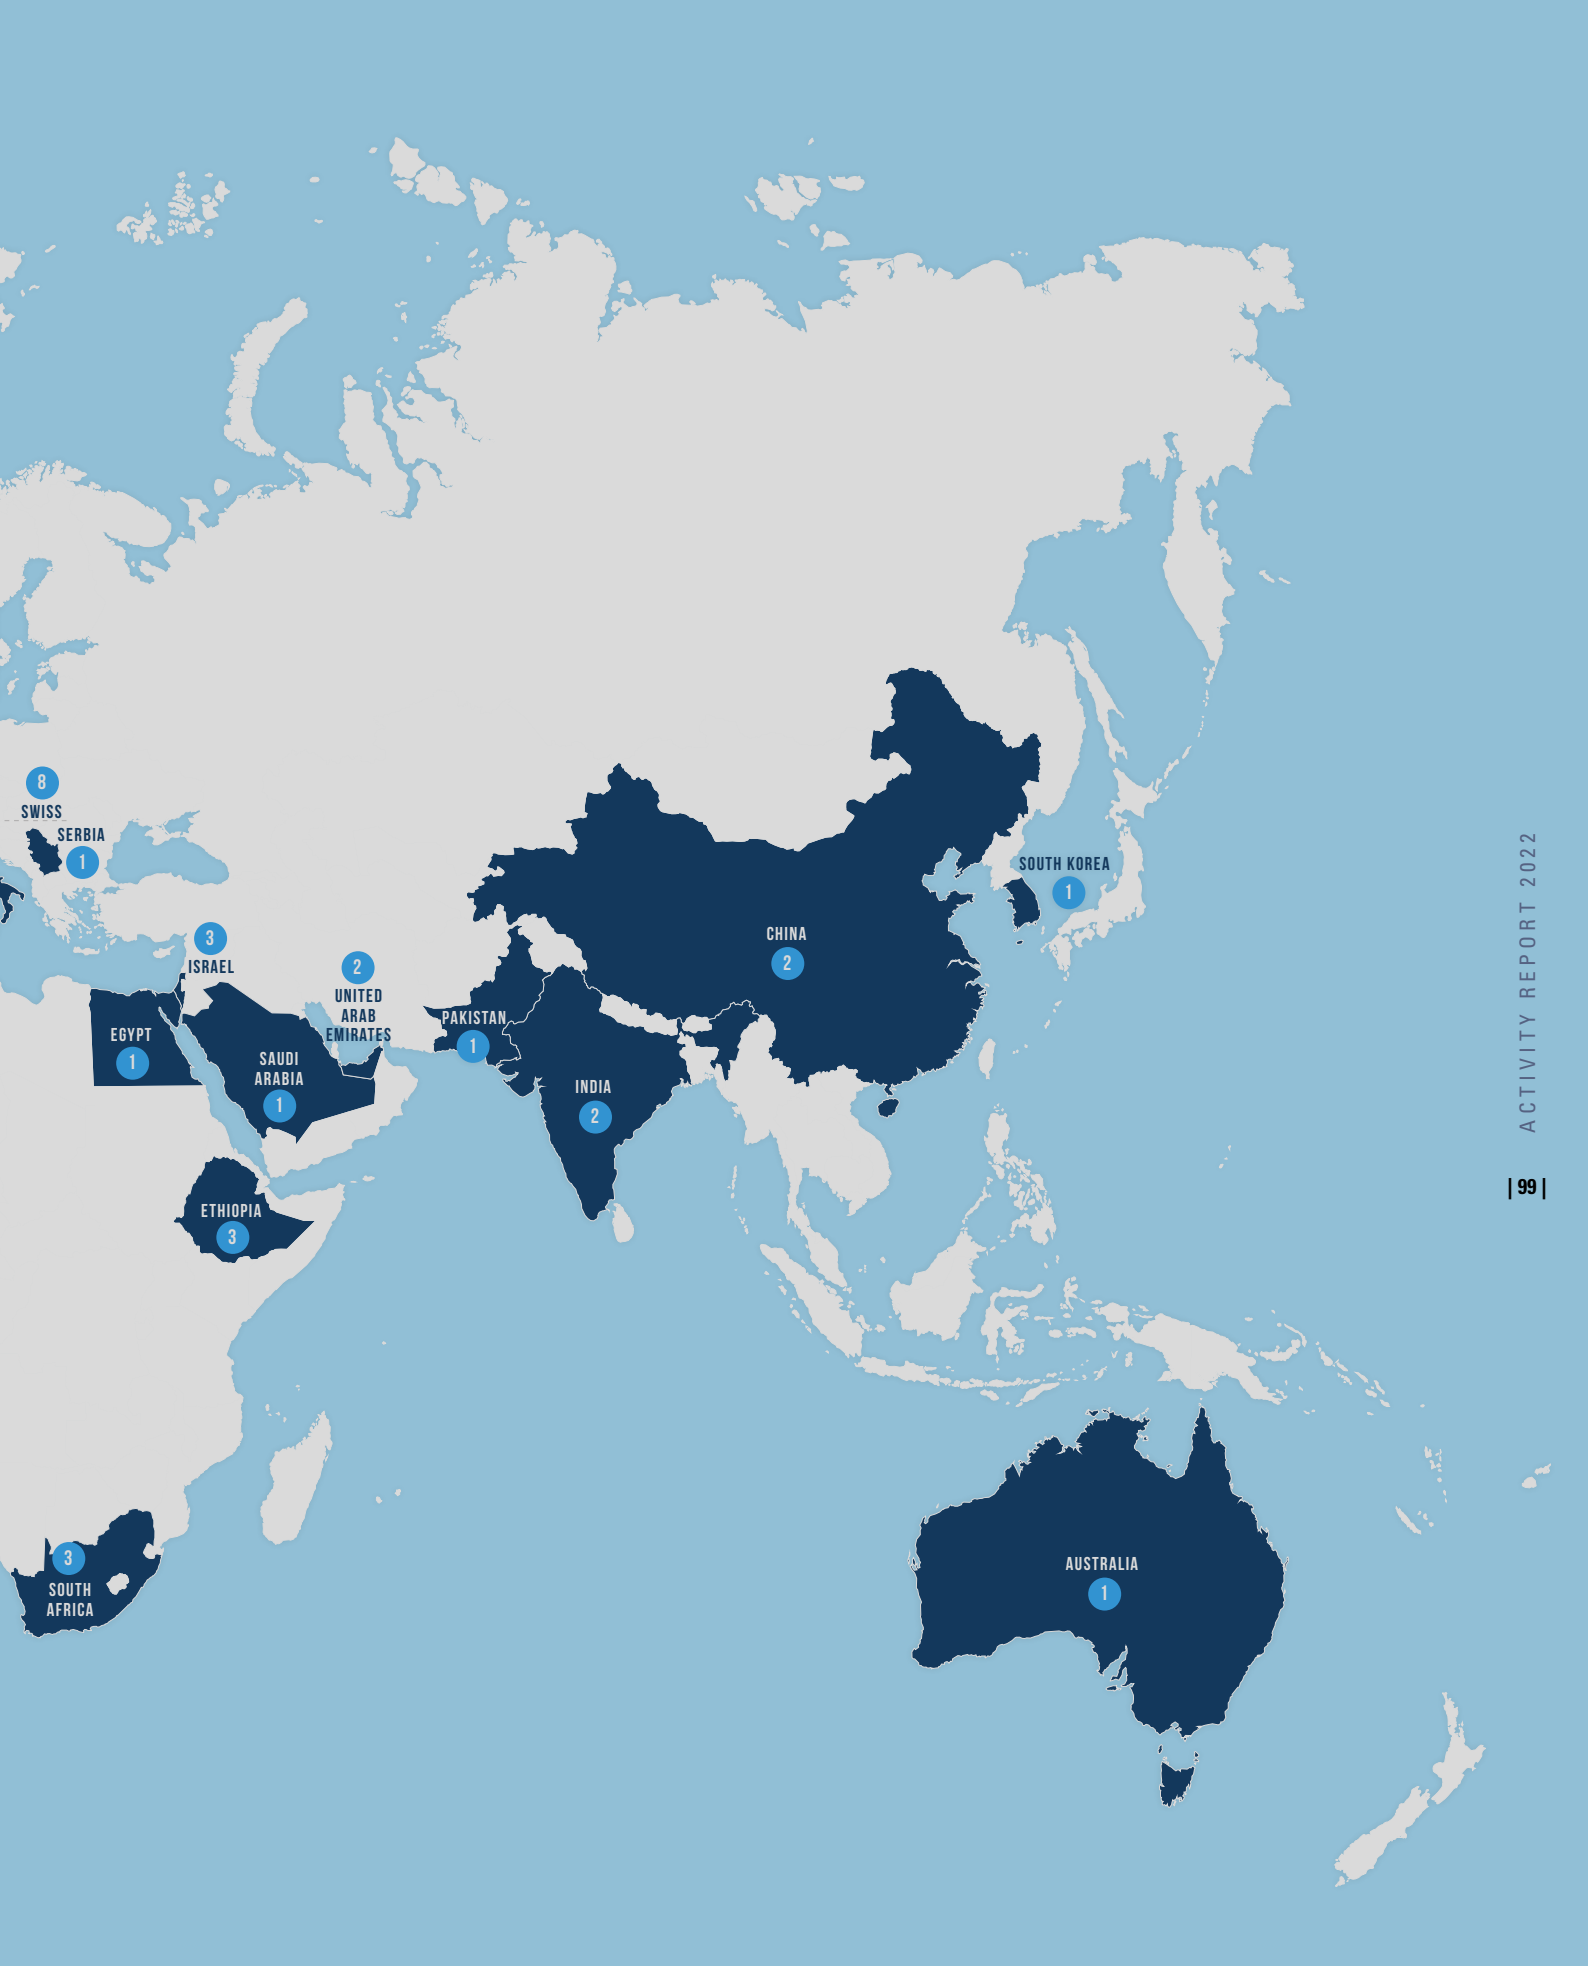 8
SWISS
SERBIA
1
SOUTH KOREA
1
3
ISRAEL
CHINA
2
2
UNITED
ARAB
EMIRATES
PAKISTAN
1
EGYPT
1
SAUDI
ARABIA
1
INDIA
2
ETHIOPIA
3
3
SOUTH
AFRICA
AUSTRALIA
1
ACTIVITY REPORT 2022
| 99 |